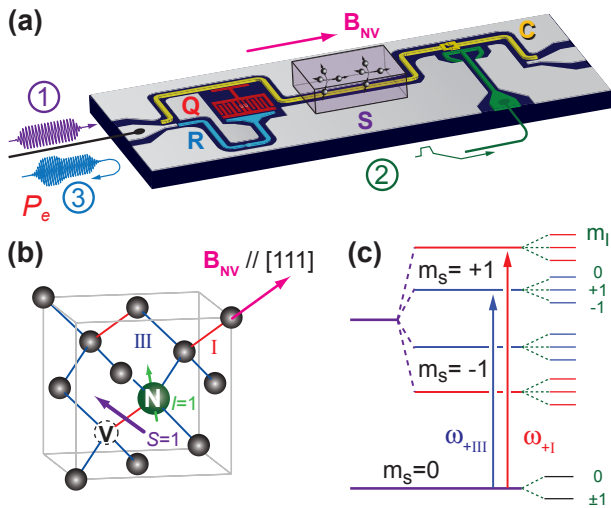 (a)
B_NV
C
1
Q
R
S
2
3
P_e
(b)
B_NV // [111]
III
I
N
I=1
V
S=1
(c)
m_I
m_s= +1
0
+1
-1
m_s= -1
ω_+III
ω_+I
m_s=0
0
±1